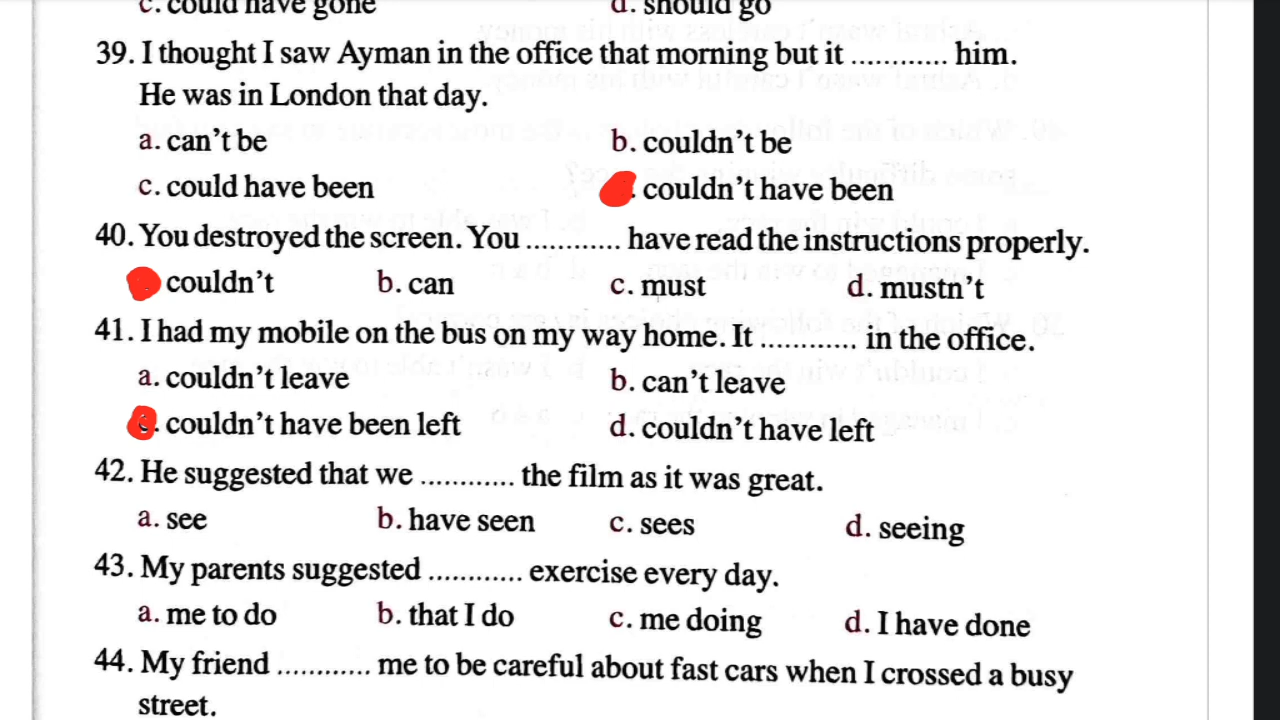 c. could have gone d. should go
39. I thought I saw Ayman in the office that morning but it ............ him.
He was in London that day.
a. can't be b. couldn't be
c. could have been couldn't have been
40. You destroyed the screen. You ............ have read the instructions properly.
couldn't b. can c. must d. mustn't
41. I had my mobile on the bus on my way home. It ............ in the office.
a. couldn't leave b. can't leave
c. couldn't have been left d. couldn't have left
42. He suggested that we ............ the film as it was great.
a. see b. have seen c. sees d. seeing
43. My parents suggested ............ exercise every day.
a. me to do b. that I do c. me doing d. I have done
44. My friend ............ me to be careful about fast cars when I crossed a busy
street.